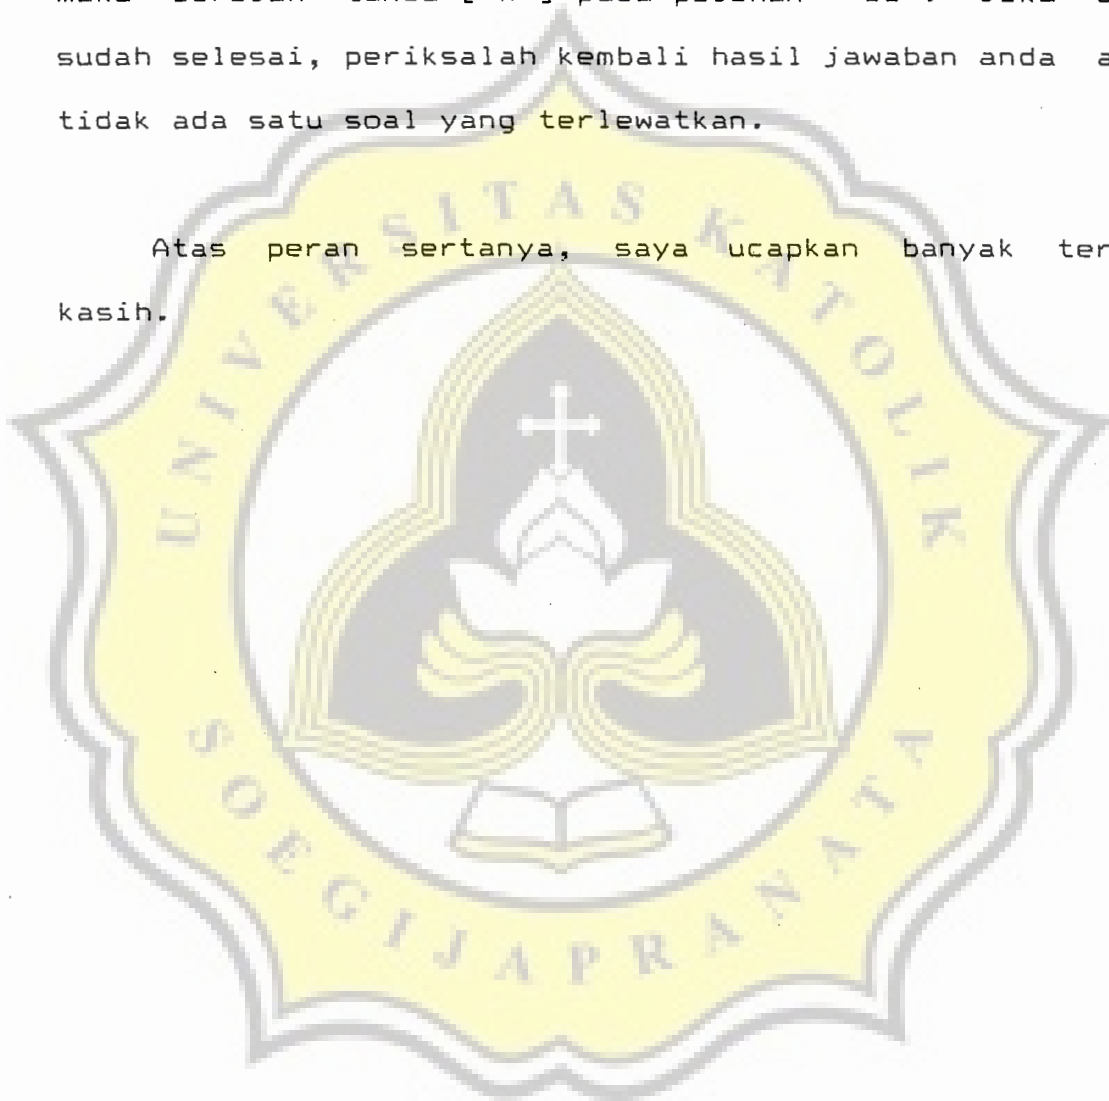 sudah selesai, periksalah kembali hasil jawaban anda a
tidak ada satu soal yang terlewatkan.
Atas peran sertanya, saya ucapkan banyak ter
kasih.
UNIVERSITAS KATOLIK
SOEGIJAPRANATA